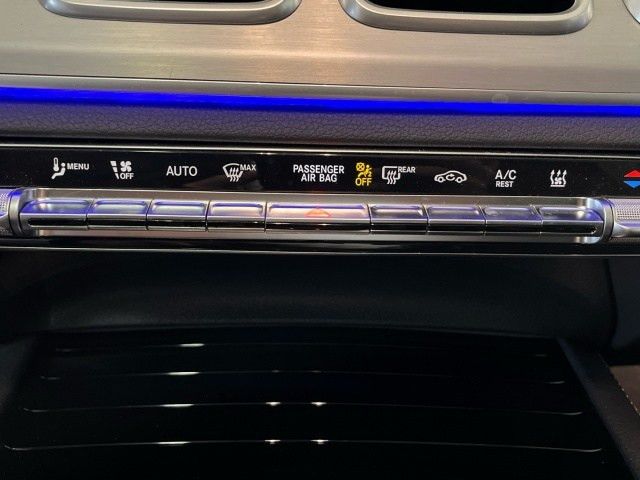 MENU
OFF
AUTO
MAX
PASSENGER
AIR BAG
OFF
REAR
A/C
REST